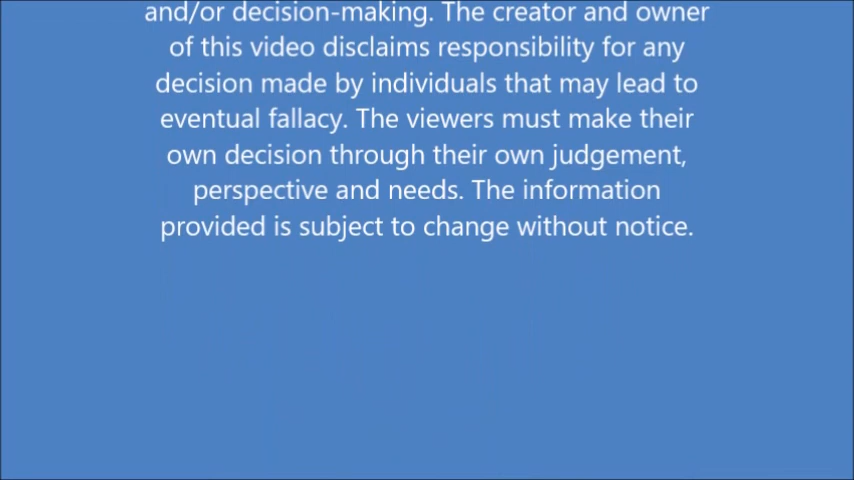 and/or decision-making. The creator and owner
of this video disclaims responsibility for any
decision made by individuals that may lead to
eventual fallacy. The viewers must make their
own decision through their own judgement,
perspective and needs. The information
provided is subject to change without notice.